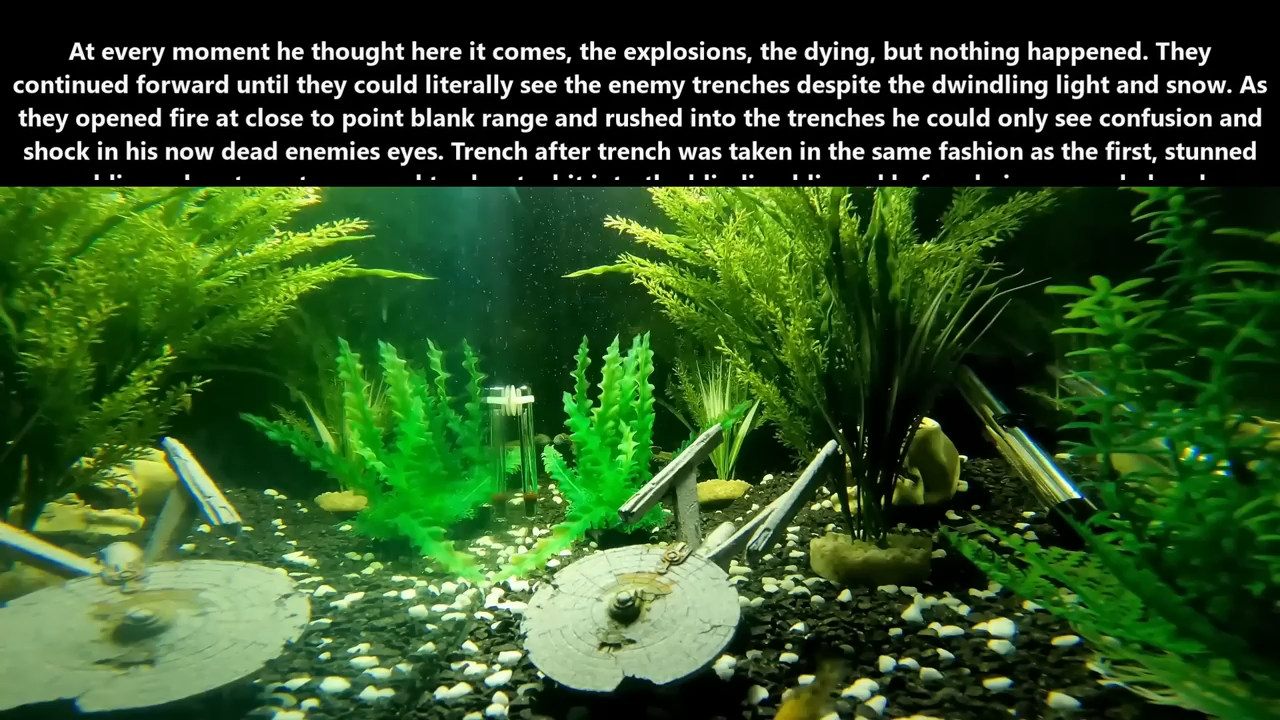 At every moment he thought here it comes, the explosions, the dying, but nothing happened. They
continued forward until they could literally see the enemy trenches despite the dwindling light and snow. As
they opened fire at close to point blank range and rushed into the trenches he could only see confusion and
shock in his now dead enemies eyes. Trench after trench was taken in the same fashion as the first, stunned